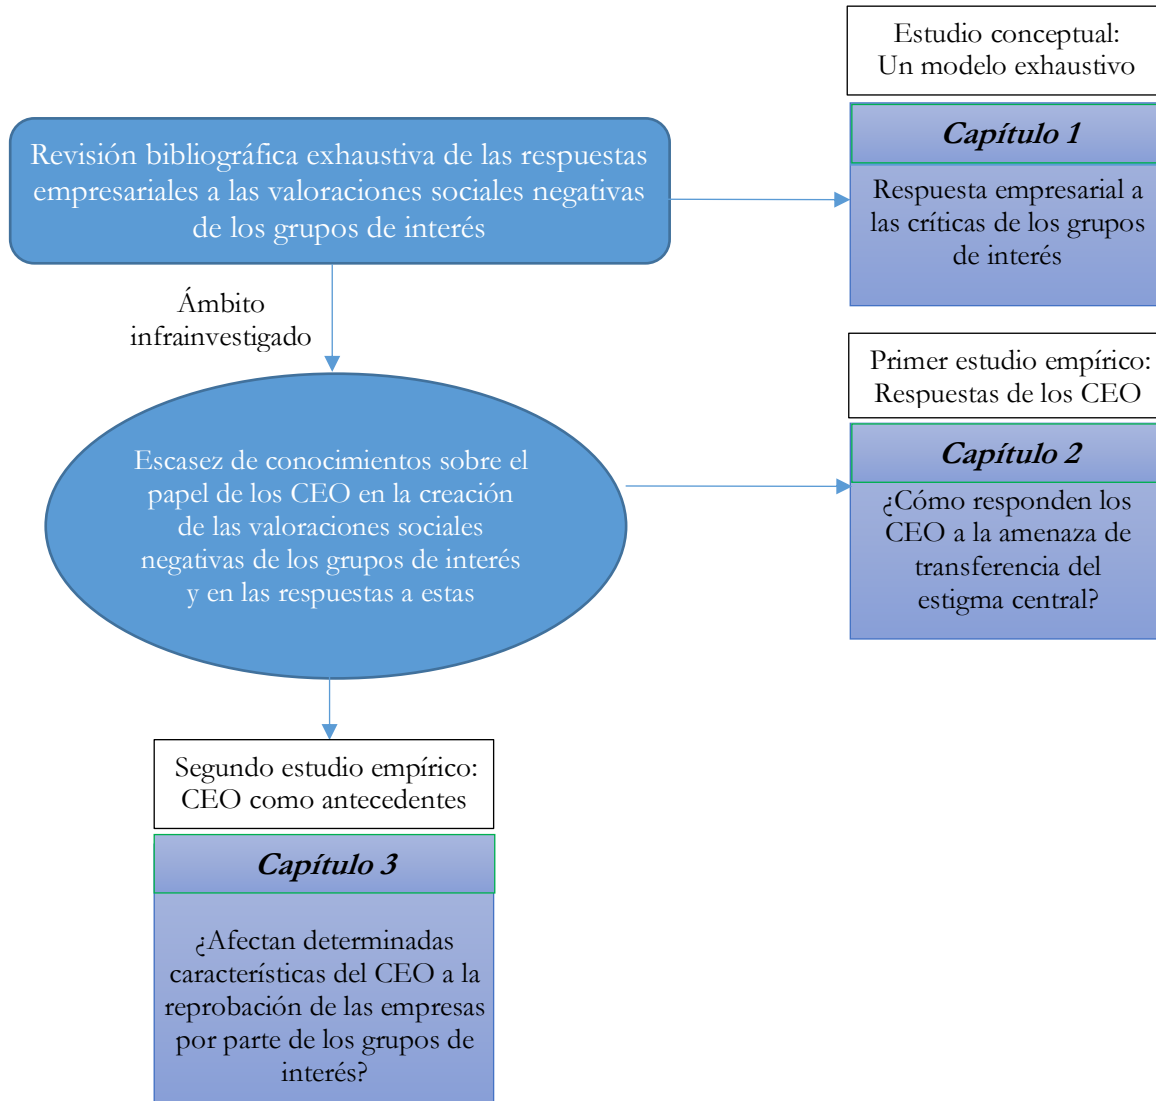 Estudio conceptual:
Un modelo exhaustivo
Capítulo 1
Respuesta empresarial a
las críticas de los grupos
de interés
Revisión bibliográfica exhaustiva de las respuestas
empresariales a las valoraciones sociales negativas
de los grupos de interés
Ámbito
infrainvestigado
Primer estudio empírico:
Respuestas de los CEO
Capítulo 2
¿Cómo responden los
CEO a la amenaza de
transferencia del
estigma central?
Escasez de conocimientos sobre el
papel de los CEO en la creación
de las valoraciones sociales
negativas de los grupos de interés
y en las respuestas a estas
Segundo estudio empírico:
CEO como antecedentes
Capítulo 3
¿Afectan determinadas
características del CEO a la
reprobación de las empresas
por parte de los grupos de
interés?